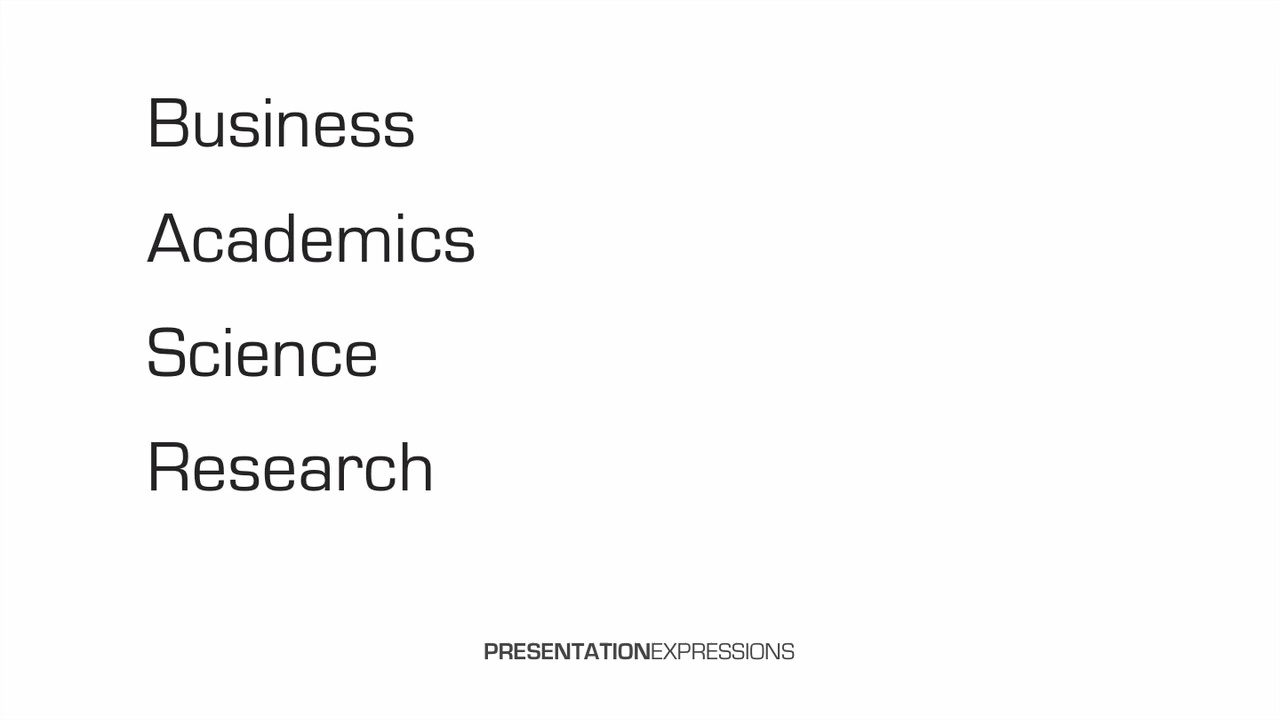 Business
Academics
Science
Research
PRESENTATIONEXPRESSIONS